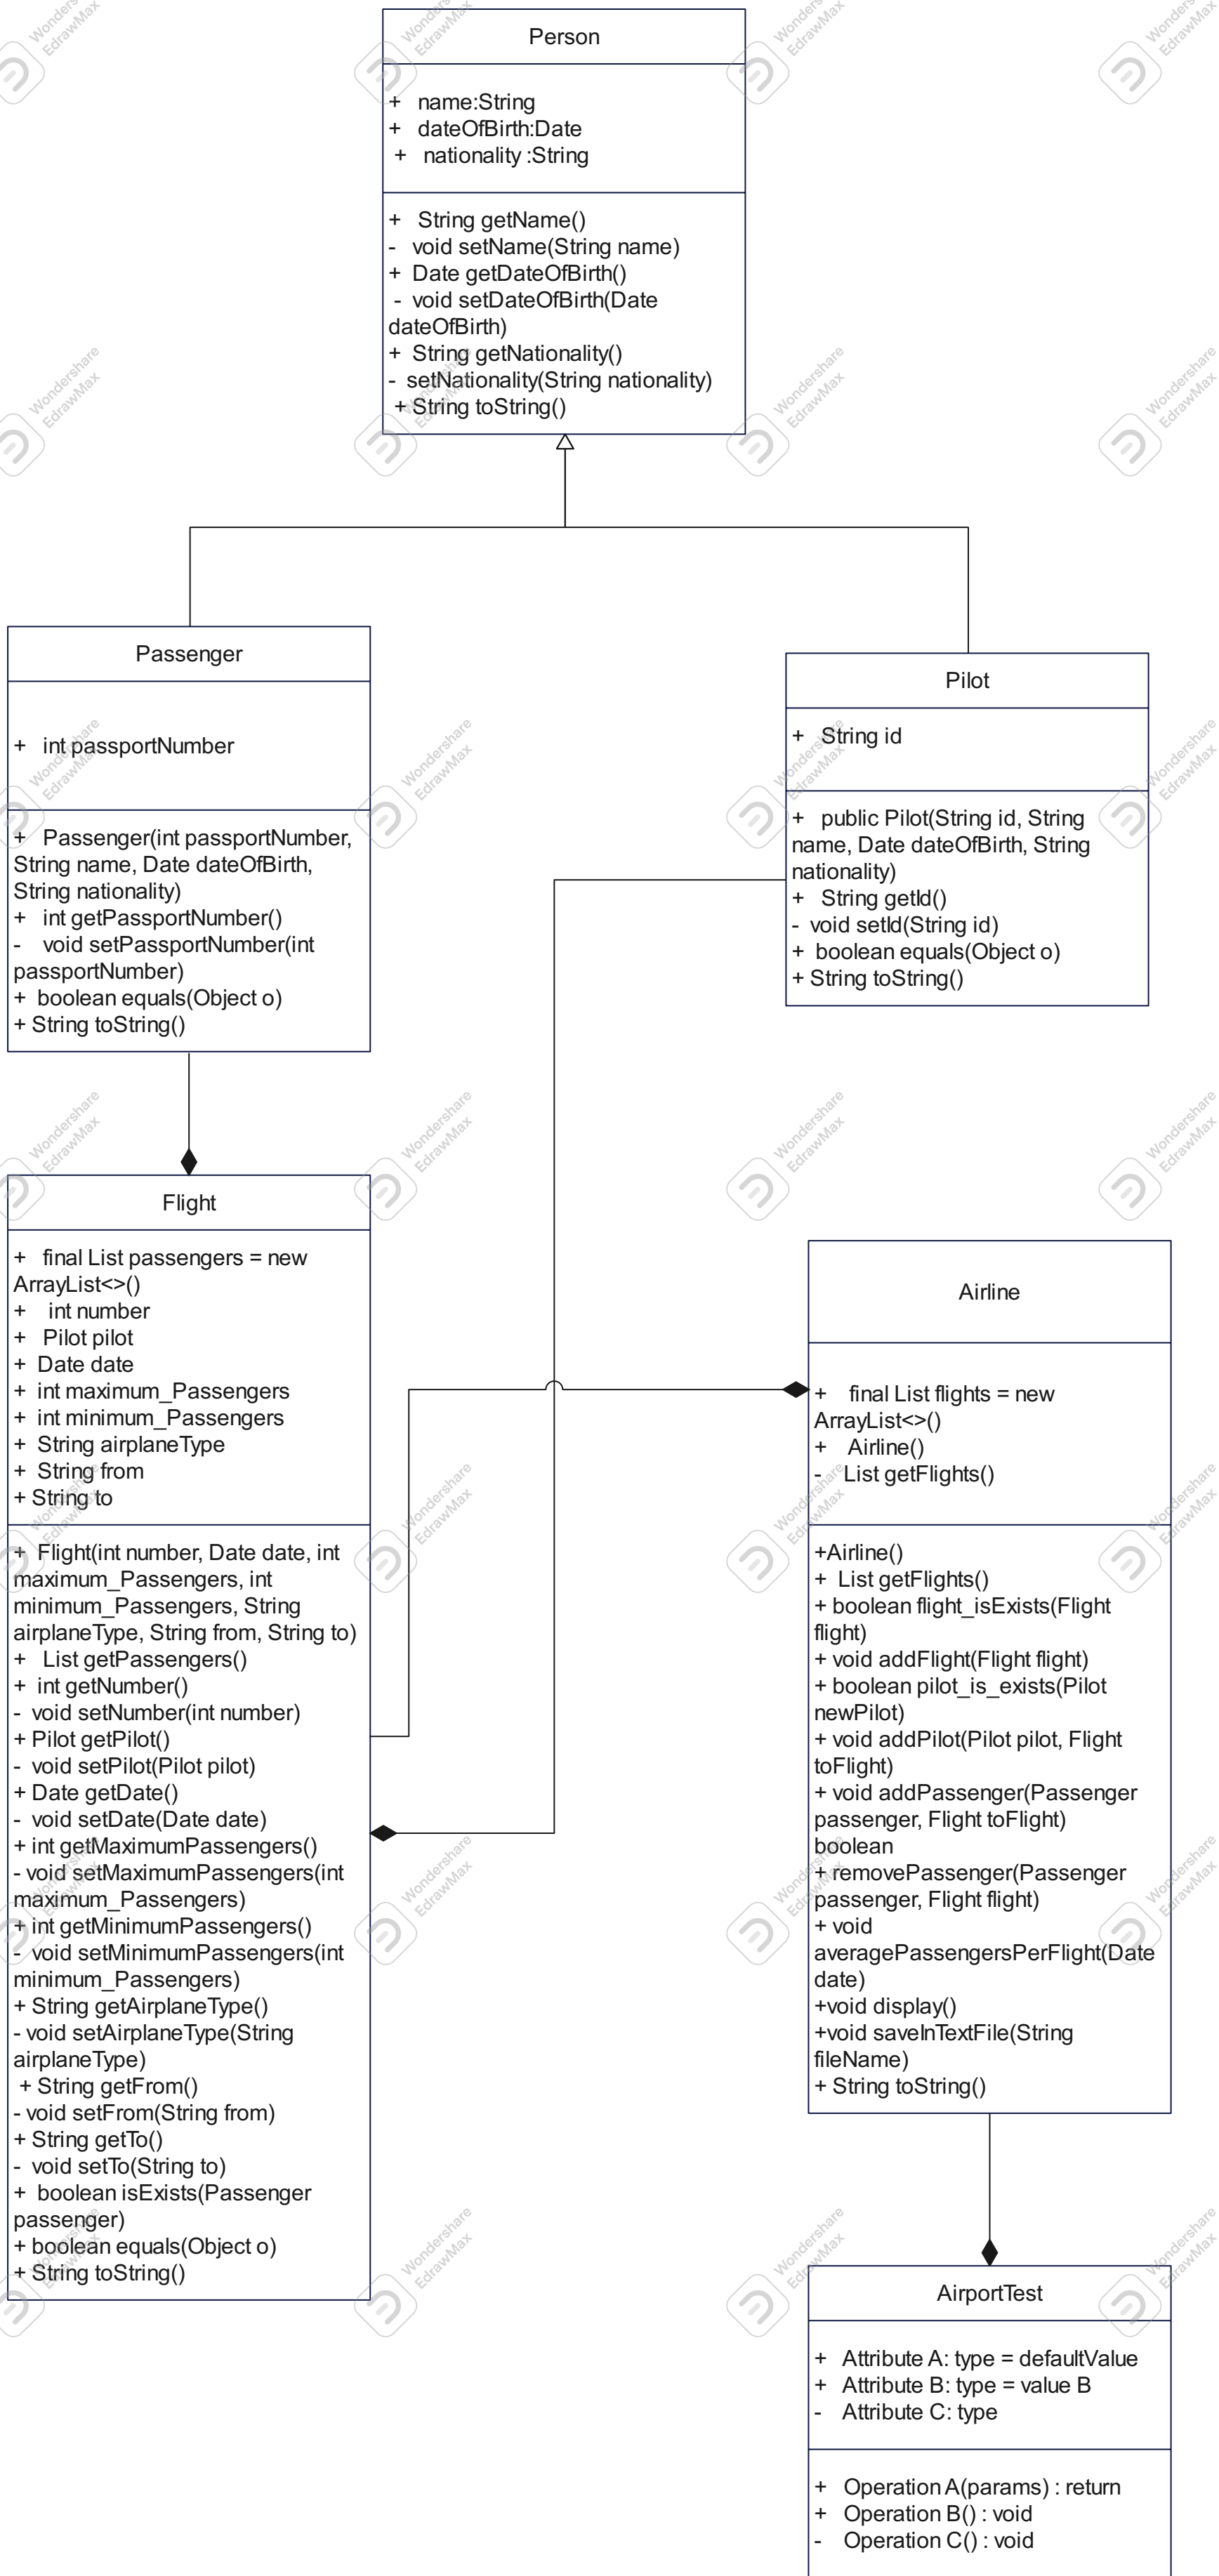 Person
+ name:String
+ dateOfBirth:Date
+ nationality :String
+ String getName()
- void setName(String name)
+ Date getDateOfBirth()
- void setDateOfBirth(Date
dateOfBirth)
+ String getNationality()
- setNationality(String nationality)
+ String toString()
Passenger
+ int passportNumber
+ Passenger(int passportNumber,
String name, Date dateOfBirth,
String nationality)
+ int getPassportNumber()
- void setPassportNumber(int
passportNumber)
+ boolean equals(Object o)
+ String toString()
Pilot
+ String id
+ public Pilot(String id, String
name, Date dateOfBirth, String
nationality)
+ String getId()
- void setId(String id)
+ boolean equals(Object o)
+ String toString()
Flight
+ final List passengers = new
ArrayList<>()
+ int number
+ Pilot pilot
+ Date date
+ int maximum_Passengers
+ int minimum_Passengers
+ String airplaneType
+ String from
+ String to
+ Flight(int number, Date date, int
maximum_Passengers, int
minimum_Passengers, String
airplaneType, String from, String to)
+ List getPassengers()
+ int getNumber()
- void setNumber(int number)
+ Pilot getPilot()
- void setPilot(Pilot pilot)
+ Date getDate()
- void setDate(Date date)
+ int getMaximumPassengers()
- void setMaximumPassengers(int
maximum_Passengers)
+ int getMinimumPassengers()
- void setMinimumPassengers(int
minimum_Passengers)
+ String getAirplaneType()
- void setAirplaneType(String
airplaneType)
+ String getFrom()
- void setFrom(String from)
+ String getTo()
- void setTo(String to)
+ boolean isExists(Passenger
passenger)
+ boolean equals(Object o)
+ String toString()
Airline
+ final List flights = new
ArrayList<>()
+ Airline()
- List getFlights()
+Airline()
+ List getFlights()
+ boolean flight_isExists(Flight
flight)
+ void addFlight(Flight flight)
+ boolean pilot_is_exists(Pilot
newPilot)
+ void addPilot(Pilot pilot, Flight
toFlight)
+ void addPassenger(Passenger
passenger, Flight toFlight)
boolean
+ removePassenger(Passenger
passenger, Flight flight)
+ void
averagePassengersPerFlight(Date
date)
+void display()
+void saveInTextFile(String
fileName)
+ String toString()
AirportTest
+ Attribute A: type = defaultValue
+ Attribute B: type = value B
- Attribute C: type
+ Operation A(params) : return
+ Operation B() : void
- Operation C() : void
Wondershare
EdrawMax